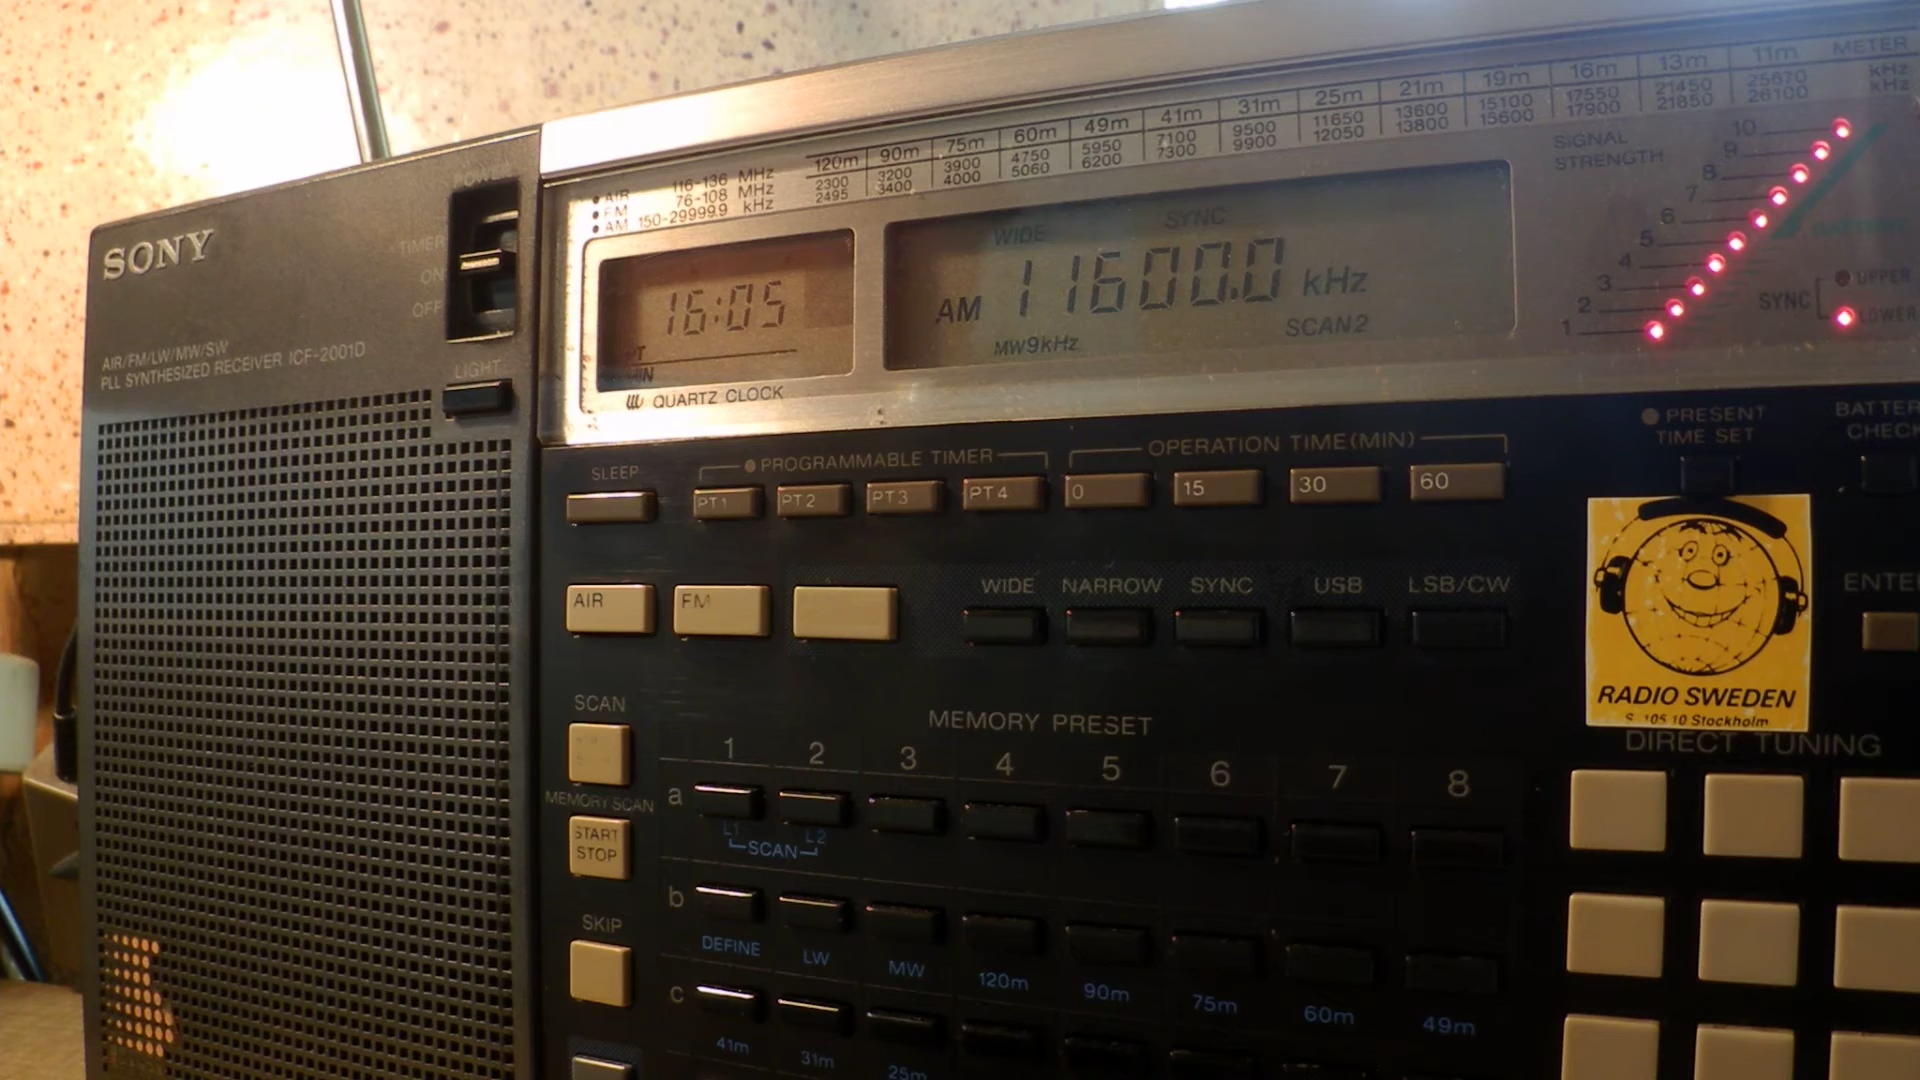 120m 90m 75m 60m 49m 41m 31m 25m 21m 19m 16m 13m 11m METER
2300 3200 3900 4750 5950 7100 9500 11650 13600 15100 17550 21450 25670 kHz
2495 3400 4000 5060 6200 7300 9900 12050 13800 15600 17900 21850 26100 kHz
AIR 116-136 MHz
FM 76-108 MHz
AM 150-29999.9 kHz
SIGNAL
STRENGTH
10
9
8
7
6
5
4
3
2
1
SYNC
UPPER
LOWER
SONY
POWER
TIMER
ON
OFF
AIR/FM/LW/MW/SW
PLL SYNTHESIZED RECEIVER ICF-2001D
LIGHT
16:05
QUARTZ CLOCK
WIDE SYNC
AM 11600.0 kHz
MW9kHz SCAN2
PRESENT
TIME SET
SLEEP
PROGRAMMABLE TIMER
OPERATION TIME(MIN)
PT1 PT2 PT3 PT4 0 15 30 60
AIR FM
WIDE NARROW SYNC USB LSB/CW
RADIO SWEDEN
S-105 10 Stockholm
DIRECT TUNING
SCAN
MEMORY SCAN
START
STOP
SKIP
MEMORY PRESET
1 2 3 4 5 6 7 8
a
L1 L2
SCAN
b
DEFINE LW MW 120m 90m 75m 60m 49m
c
41m 31m 25m